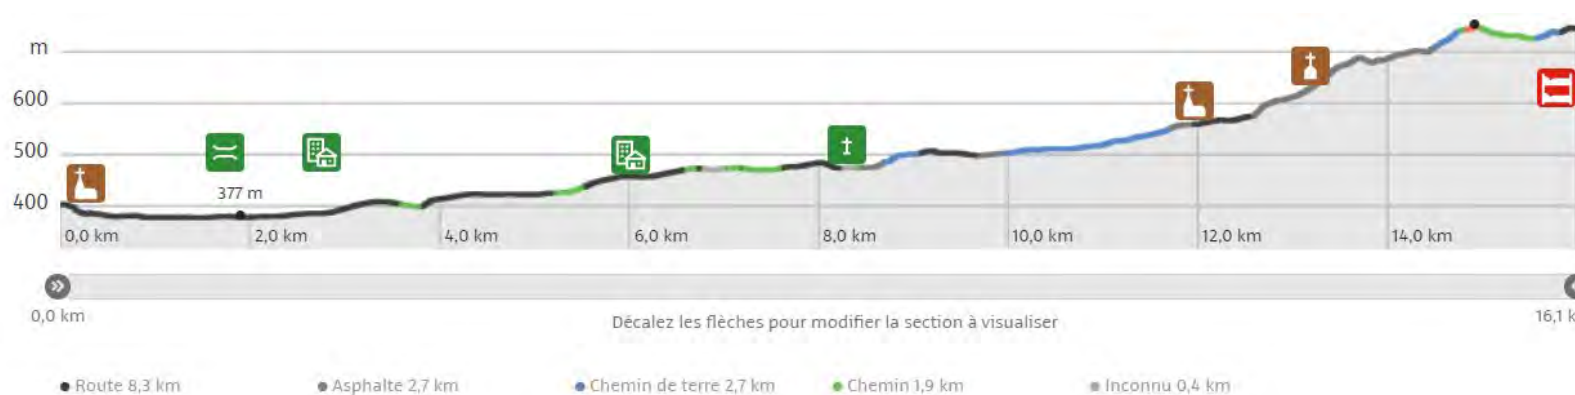 m
600
500
400
377 m
0,0 km
2,0 km
4,0 km
6,0 km
8,0 km
10,0 km
12,0 km
14,0 km
0,0 km
Décalez les flèches pour modifier la section à visualiser
16,1 k
Route 8,3 km
Asphalte 2,7 km
Chemin de terre 2,7 km
Chemin 1,9 km
Inconnu 0,4 km